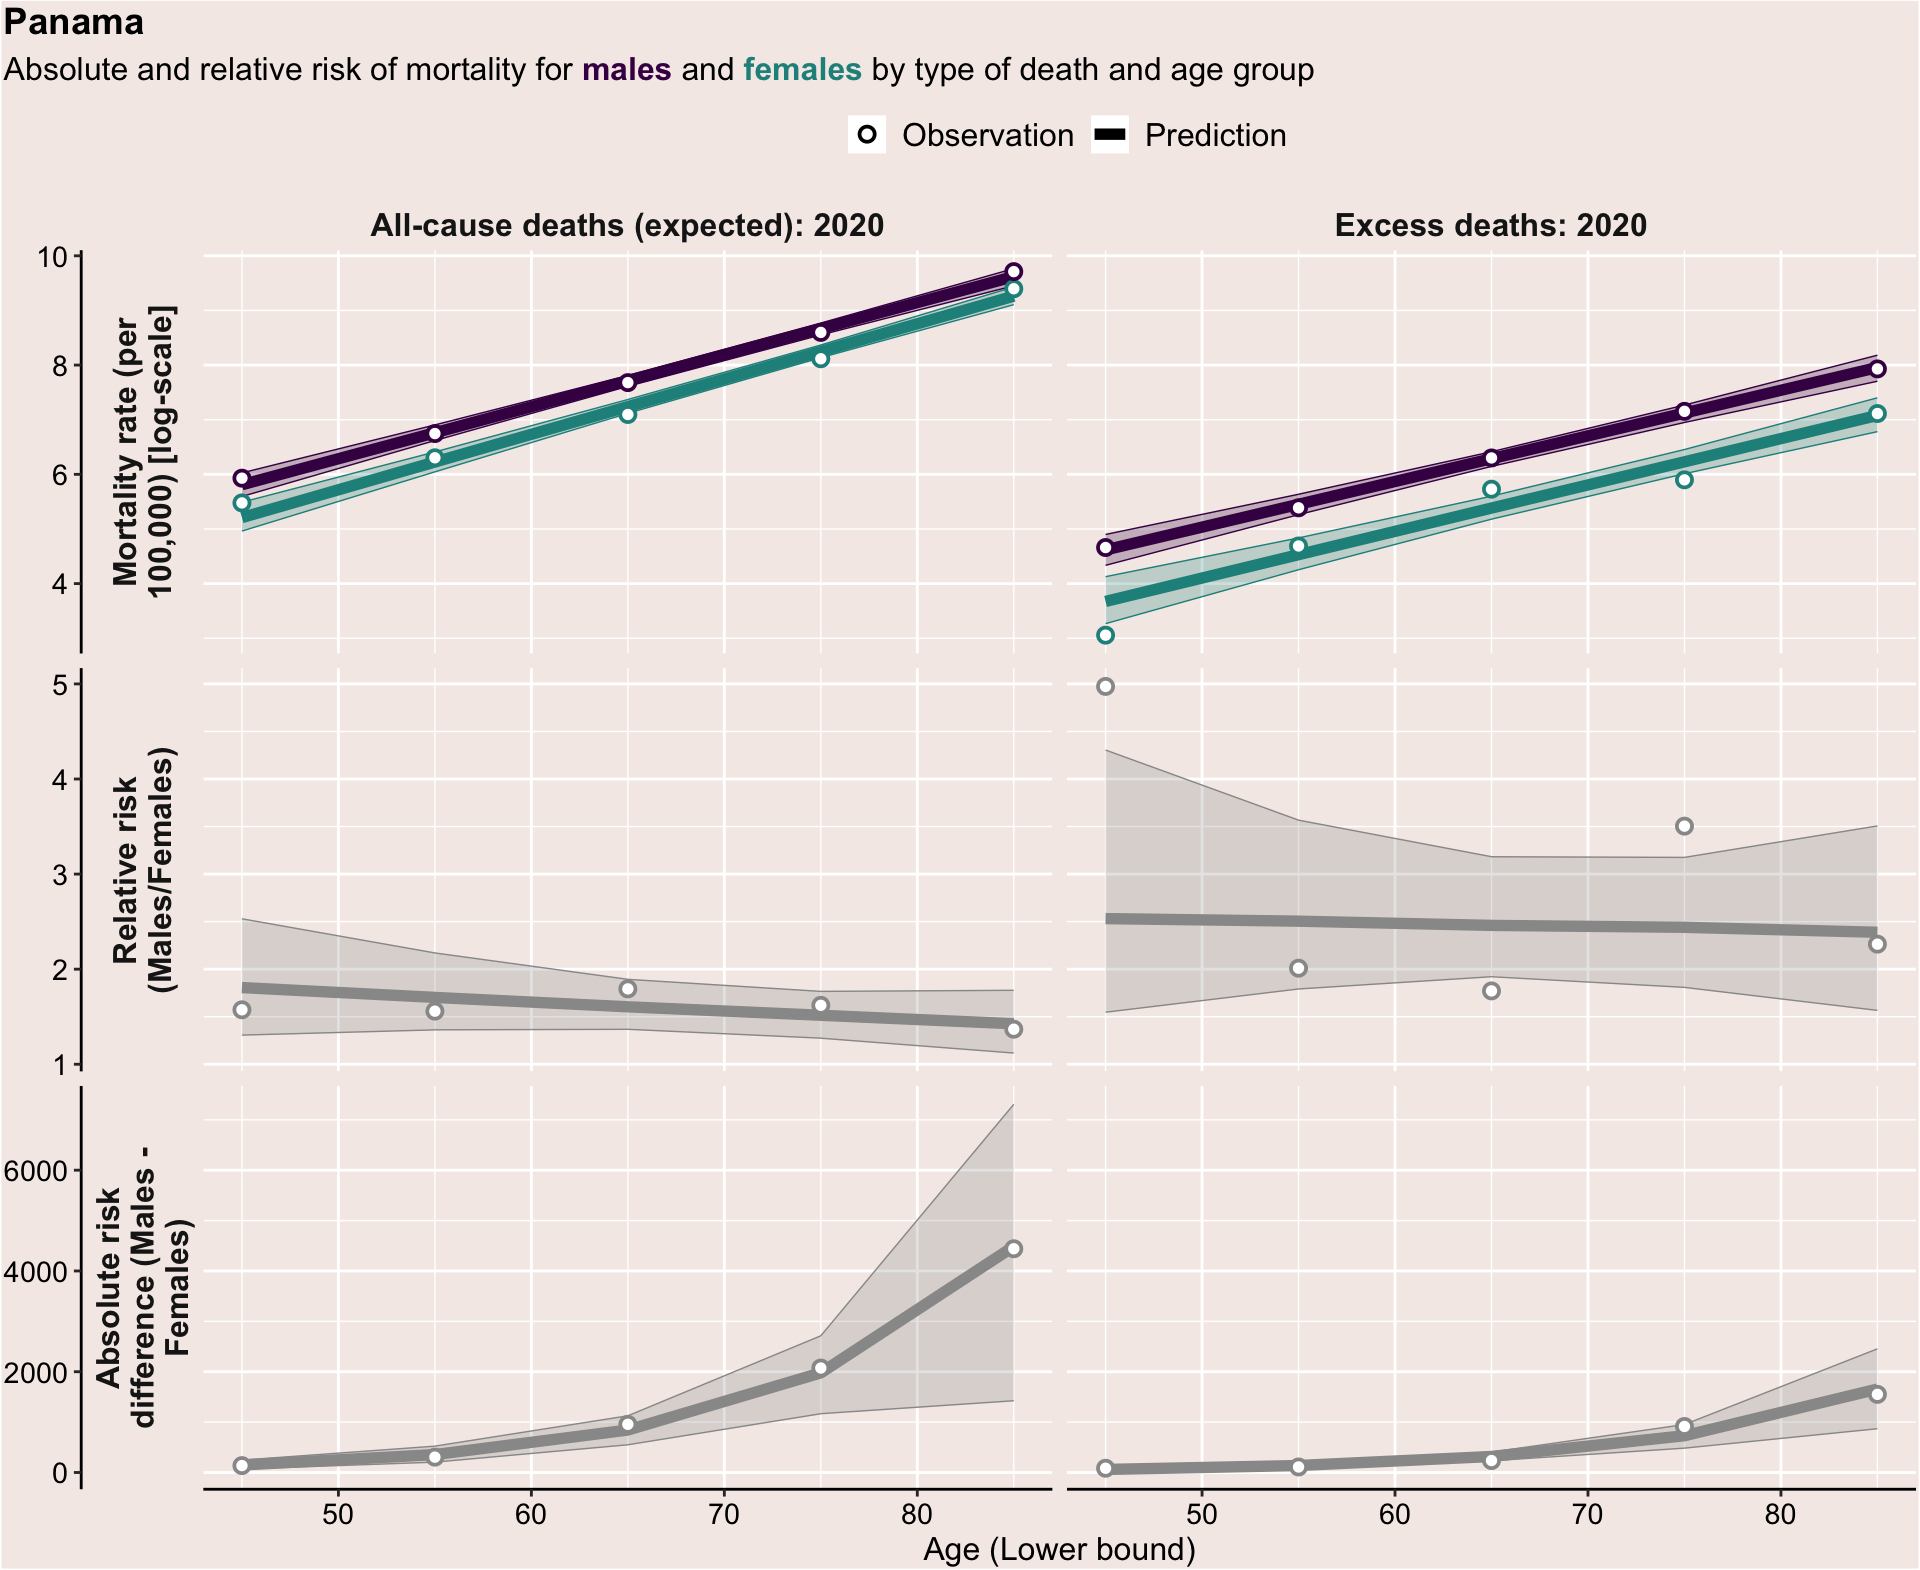 Panama
Absolute and relative risk of mortality for males and females by type of death and age group
Observation Prediction
All-cause deaths (expected): 2020
Excess deaths: 2020
Mortality rate (per
100,000) [log-scale]
10
8
6
4
Relative risk
(Males/Females)
5
4
3
2
1
Absolute risk
difference (Males -
Females)
6000
4000
2000
0
50 60 70 80
50 60 70 80
Age (Lower bound)